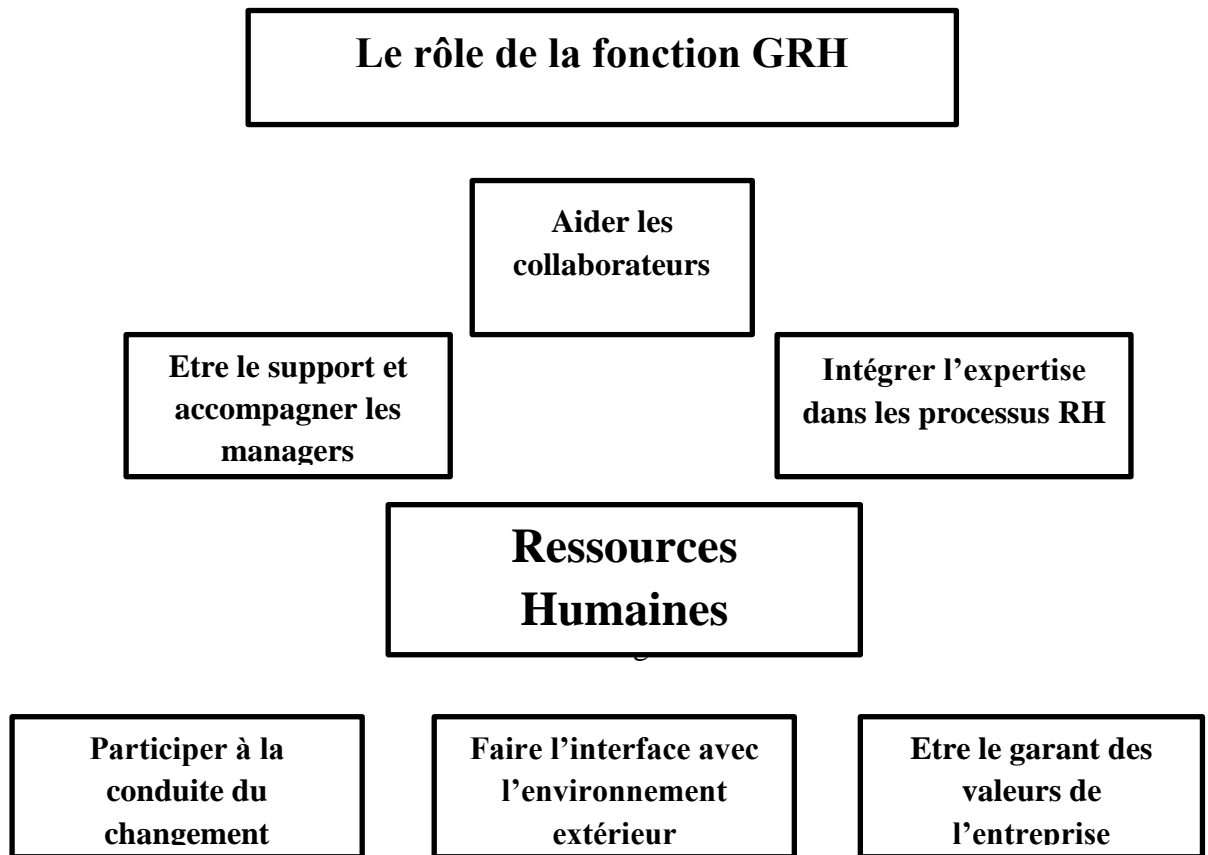 Le rôle de la fonction GRH
Aider les
collaborateurs
Etre le support et
accompagner les
managers
Intégrer l’expertise
dans les processus RH
Ressources
Humaines
Participer à la
conduite du
changement
Faire l’interface avec
l’environnement
extérieur
Etre le garant des
valeurs de
l’entreprise